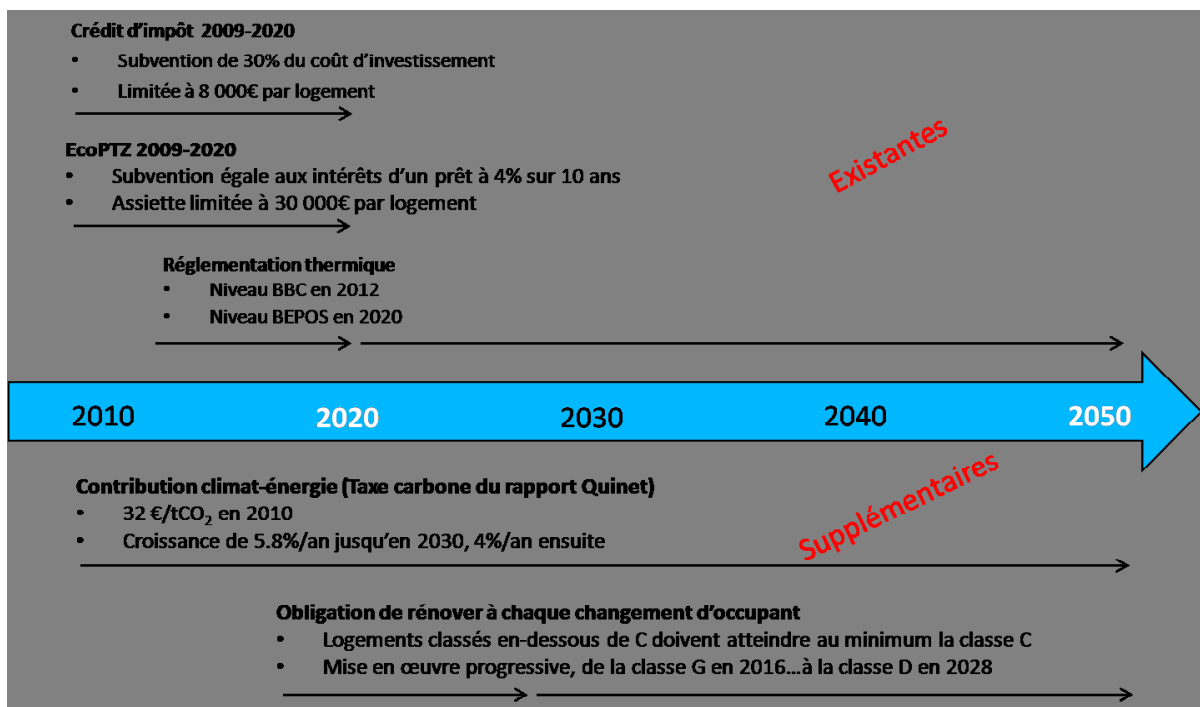 Crédit d’impôt 2009-2020
• Subvention de 30% du coût d’investissement
• Limitée à 8 000€ par logement
EcoPTZ 2009-2020
• Subvention égale aux intérêts d’un prêt à 4% sur 10 ans
• Assiette limitée à 30 000€ par logement
Existantes
Réglementation thermique
• Niveau BBC en 2012
• Niveau BEPOS en 2020
2010 2020 2030 2040 2050
Contribution climat-énergie (Taxe carbone du rapport Quinet)
• 32 €/tCO₂ en 2010
• Croissance de 5.8%/an jusqu’en 2030, 4%/an ensuite
Supplémentaires
Obligation de rénover à chaque changement d’occupant
• Logements classés en-dessous de C doivent atteindre au minimum la classe C
• Mise en œuvre progressive, de la classe G en 2016…à la classe D en 2028